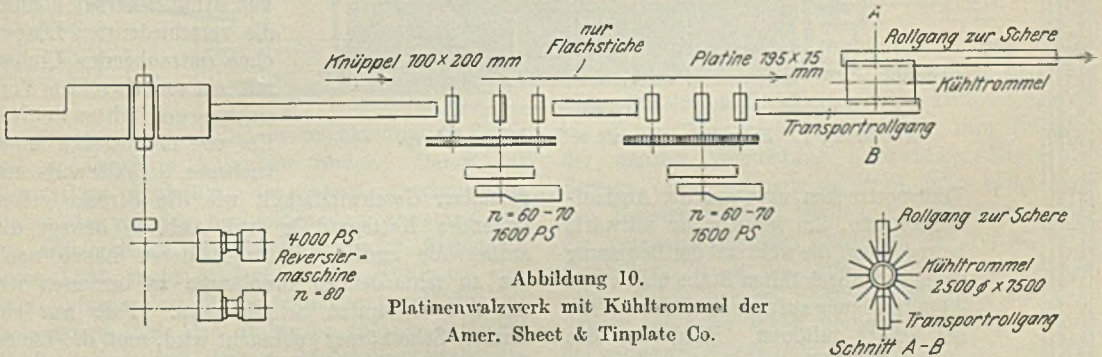 A
nur
Flachstiche
Rollgang zur Schere
Knüppel 100×200 mm
Platine 195×15
mm
Kühltrommel
Transportrollgang
B
n=60-70
1600 PS
n=60-70
1600 PS
Rollgang zur Schere
4000 PS
Reversier=
maschine
n=80
Kühltrommel
2500 ϕ × 7500
Transportrollgang
Schnitt A-B
Abbildung 10.
Platinenwalzwerk mit Kühltrommel der
Amer. Sheet & Tinplate Co.